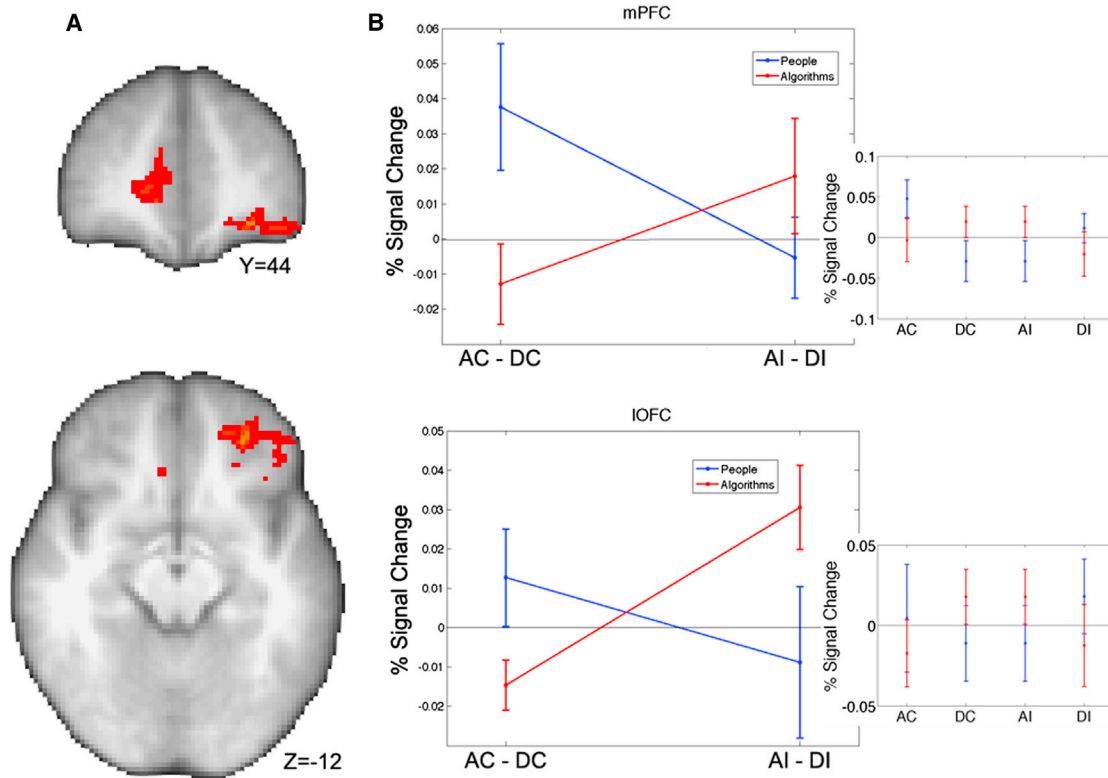 A
Y=44
Z=-12
B
mPFC
% Signal Change
0.06
0.05
0.04
0.03
0.02
0.01
0
-0.01
-0.02
People
Algorithms
AC - DC
AI - DI
% Signal Change
0.1
0.05
0
-0.05
-0.1
AC
DC
AI
DI
lOFC
% Signal Change
0.05
0.04
0.03
0.02
0.01
0
-0.01
-0.02
People
Algorithms
AC - DC
AI - DI
% Signal Change
0.05
0
-0.05
AC
DC
AI
DI